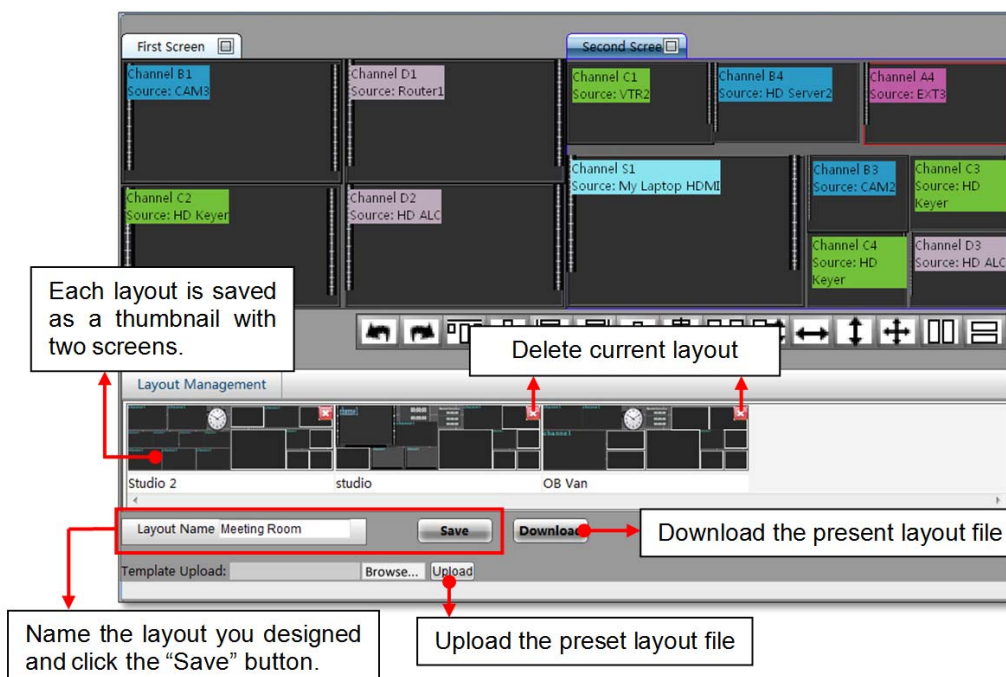 First Screen
Second Scree
Channel B1
Source: CAM3
Channel D1
Source: Router1
Channel C1
Source: VTR2
Channel B4
Source: HD Server2
Channel A4
Source: EXT3
Channel C2
Source: HD Keyer
Channel D2
Source: HD ALC
Channel S1
Source: My Laptop HDMI
Channel B3
Source: CAM2
Channel C3
Source: HD
Keyer
Channel C4
Source: HD
Keyer
Channel D3
Source: HD ALC
Each layout is saved
as a thumbnail with
two screens.
Delete current layout
Layout Management
Studio 2
studio
OB Van
Layout Name Meeting Room
Save
Download
Download the present layout file
Template Upload:
Browse...
Upload
Name the layout you designed
and click the “Save” button.
Upload the preset layout file